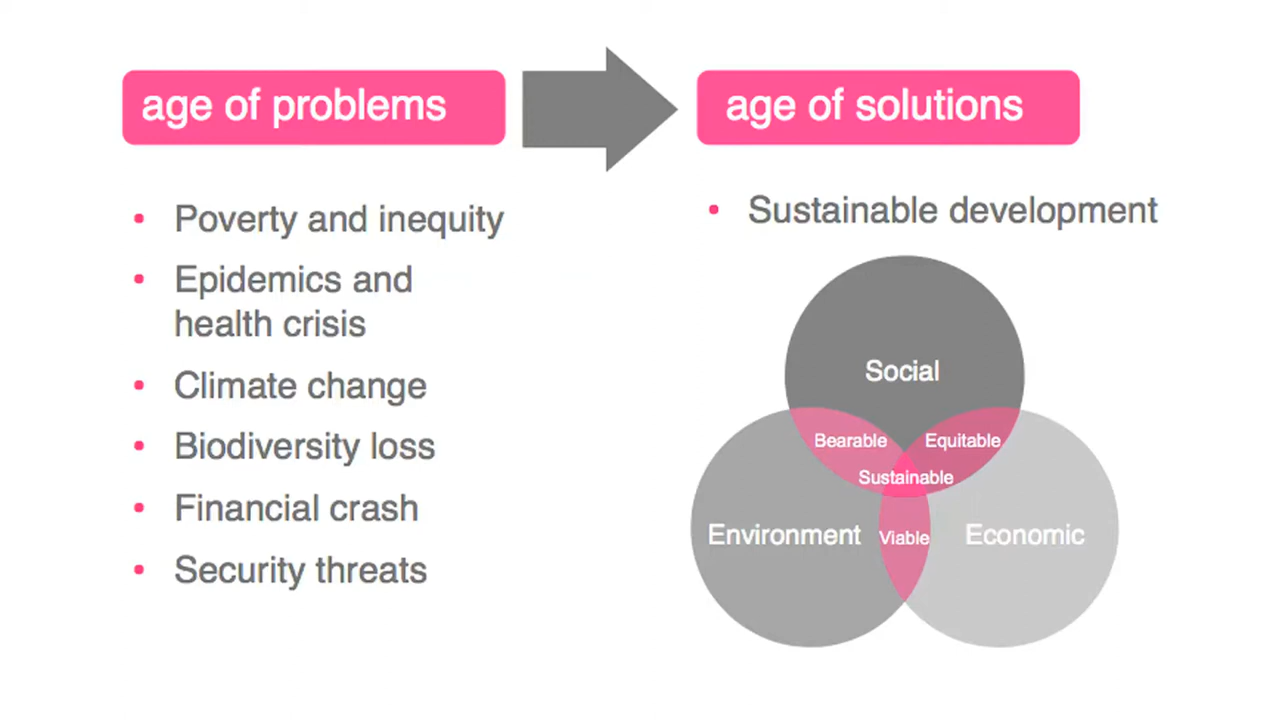 age of problems
age of solutions
• Poverty and inequity
• Epidemics and
health crisis
• Climate change
• Biodiversity loss
• Financial crash
• Security threats
• Sustainable development
Social
Bearable
Equitable
Sustainable
Environment
Viable
Economic